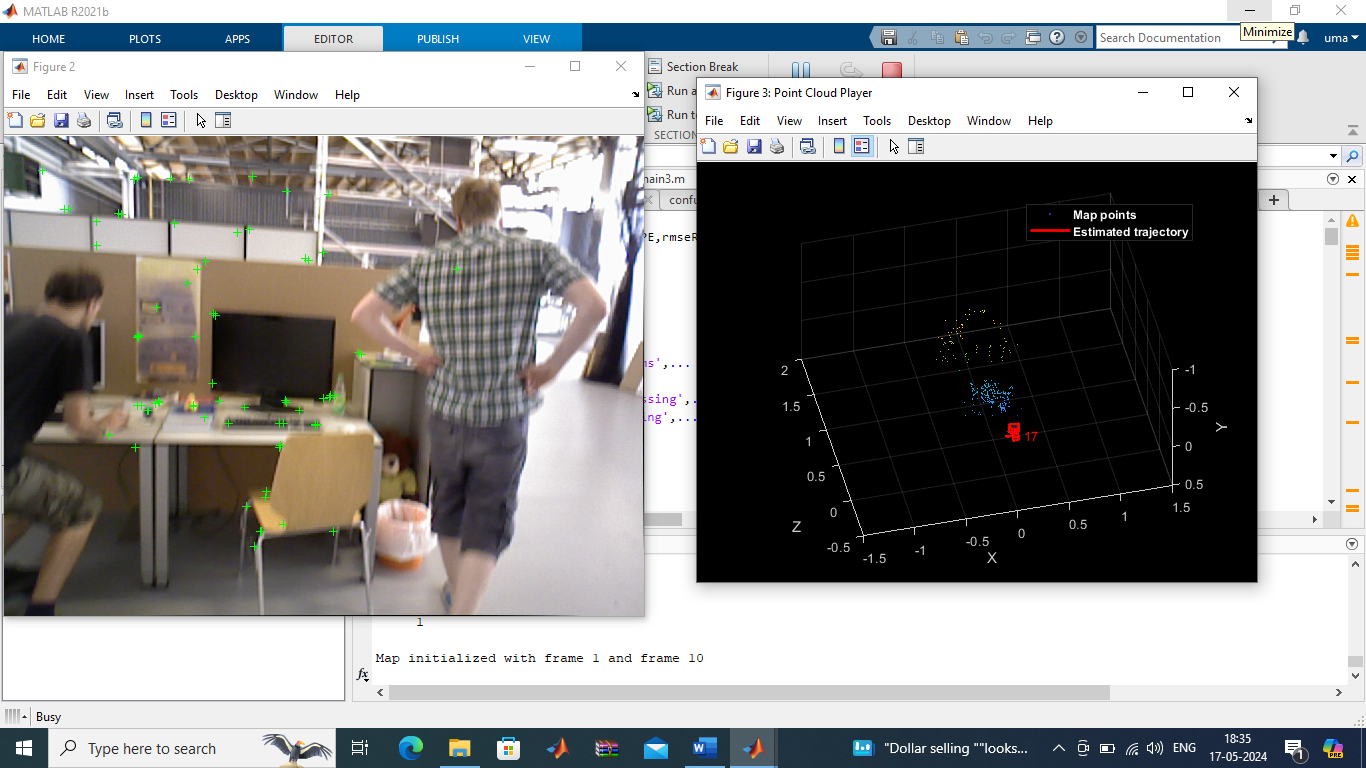 MATLAB R2021b
HOME PLOTS APPS EDITOR PUBLISH VIEW
Search Documentation
Minimize
uma
Figure 2
File Edit View Insert Tools Desktop Window Help
Section Break
Run a
Run to
SECTION
Figure 3: Point Cloud Player
File Edit View Insert Tools Desktop Window Help
nain3.m
confu
PE,rmseR
Map points
Estimated trajectory
17
2
1.5
1
0.5
0
-0.5
Z
-1.5
-1
-0.5
0
0.5
1
1.5
X
-1
-0.5
0
0.5
Y
ns',...
ssing',.
ing',...
1
Map initialized with frame 1 and frame 10
fx
Busy
Type here to search
"Dollar selling ""looks...
ENG
18:35
17-05-2024
1
PRE